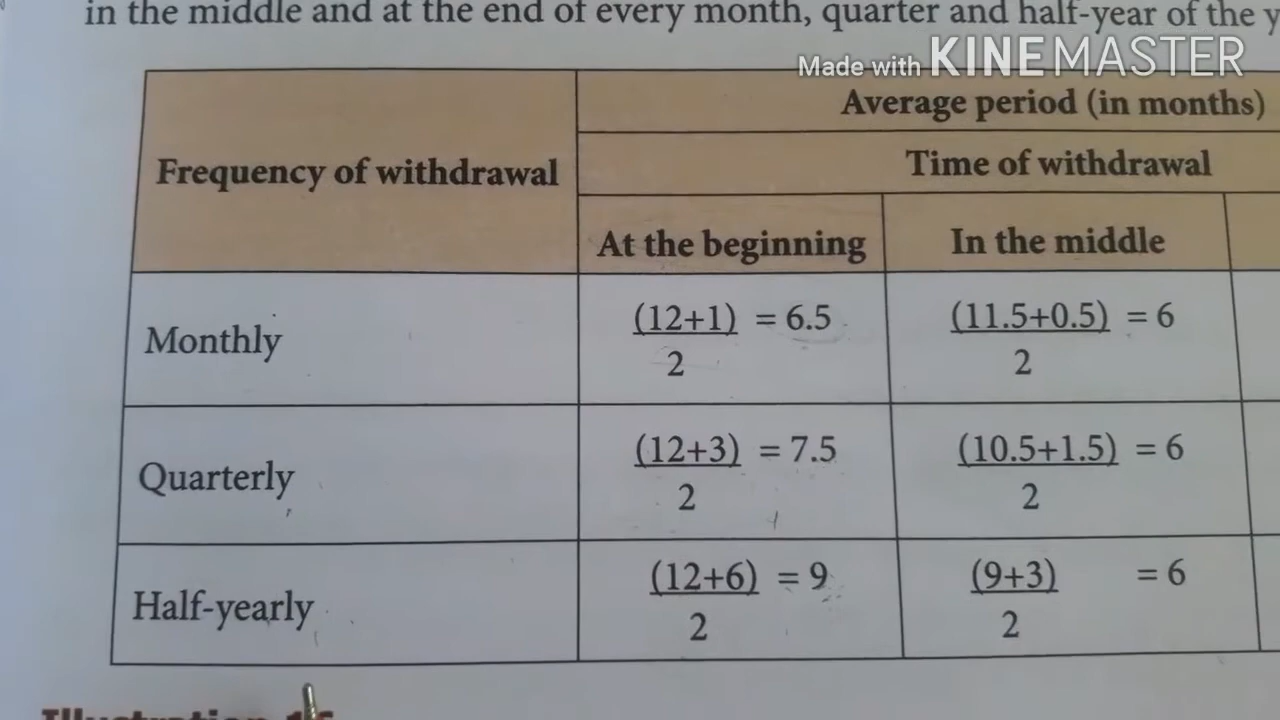 in the middle and at the end of every month, quarter and half-year of the y
Made with KINEMASTER
Average period (in months)
Frequency of withdrawal
Time of withdrawal
At the beginning
In the middle
Monthly
(12+1) = 6.5
2
(11.5+0.5) = 6
2
Quarterly
(12+3) = 7.5
2
(10.5+1.5) = 6
2
Half-yearly
(12+6) = 9
2
(9+3) = 6
2